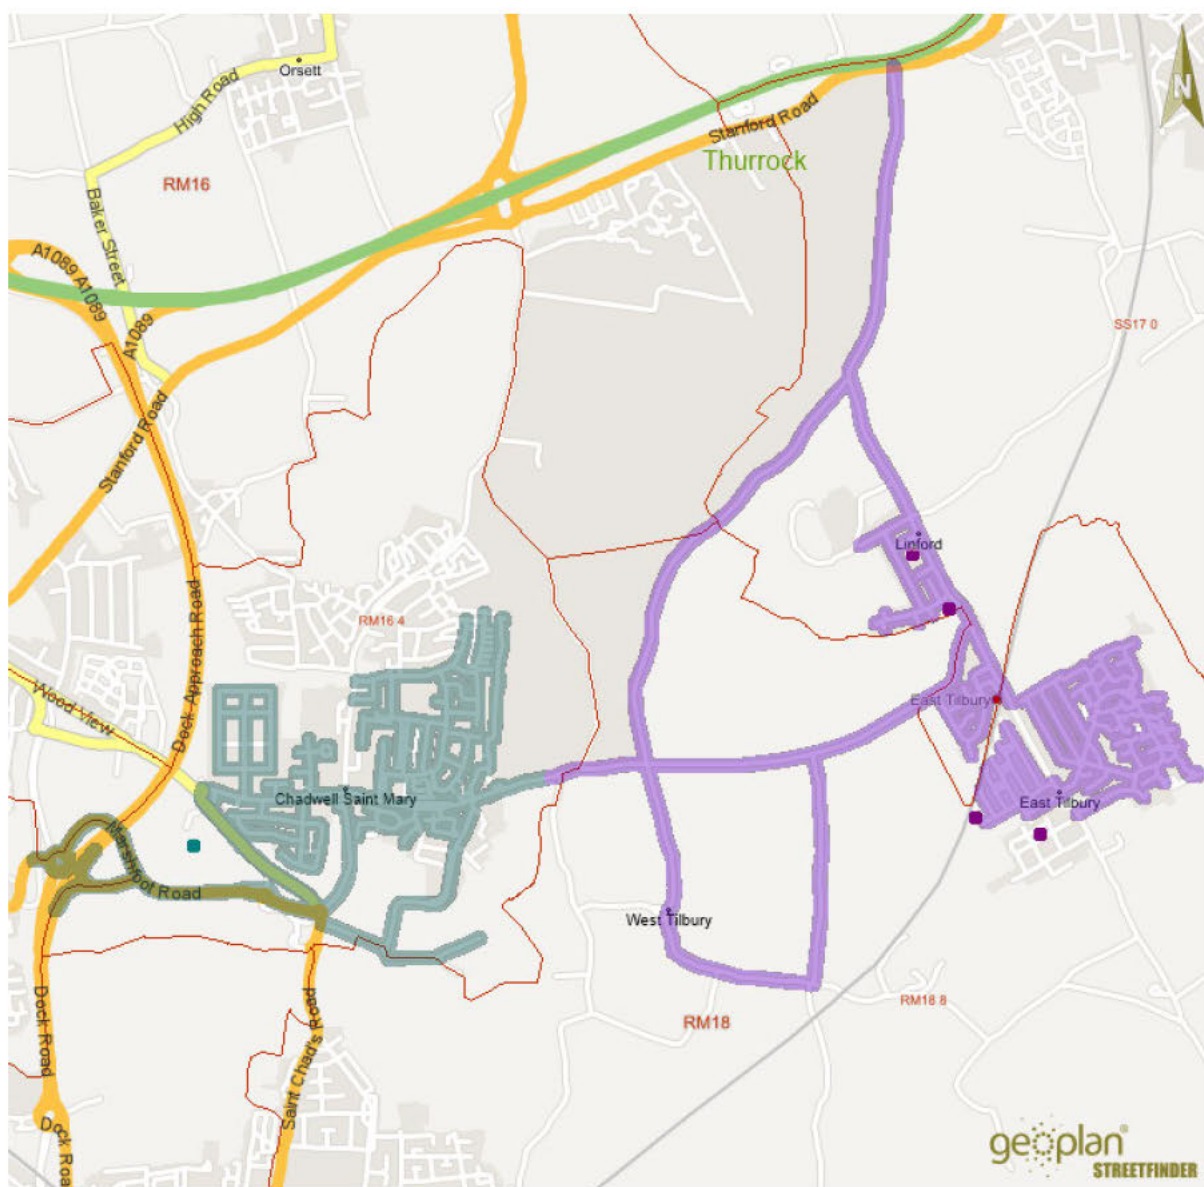 Orsett
High Road
Stanford Road
Thurrock
N
RM16
Baker Street
A1089 A1089
A1089
SS17 0
Stanford Road
Linford
Dock Approach Road
RM16 4
Wood View
East Tilbury
Chadwell Saint Mary
East Tilbury
Marshfoot Road
West Tilbury
RM18 8
RM18
Dock Road
Saint Chad's Road
Dock Roa
geoplan®
STREETFINDER